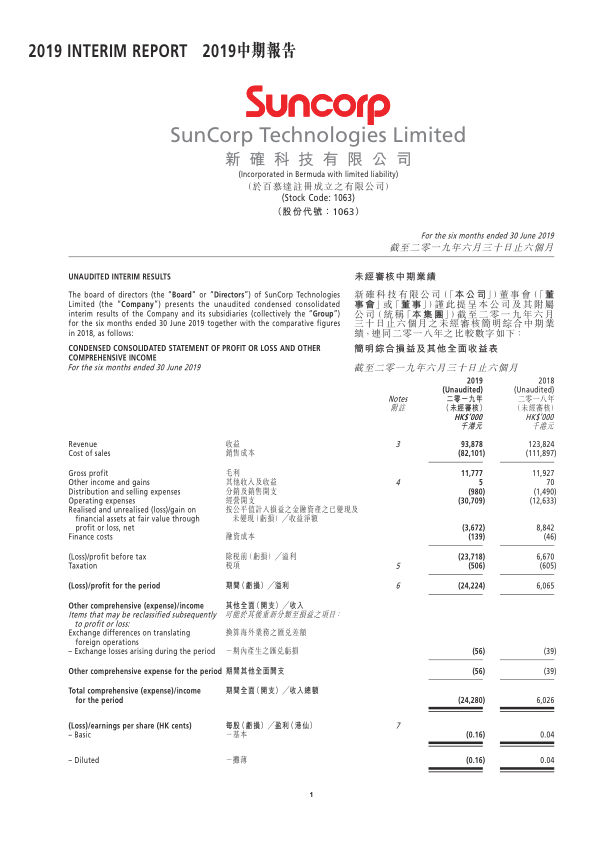 2019 INTERIM REPORT 2019中期報告
Suncorp
SunCorp Technologies Limited
新確科技有限公司
(Incorporated in Bermuda with limited liability)
(於百慕達註冊成立之有限公司)
(Stock Code: 1063)
(股份代號：1063)
For the six months ended 30 June 2019
截至二零一九年六月三十日止六個月
UNAUDITED INTERIM RESULTS
The board of directors (the "Board" or "Directors") of SunCorp Technologies
Limited (the "Company") presents the unaudited condensed consolidated
interim results of the Company and its subsidiaries (collectively the "Group")
for the six months ended 30 June 2019 together with the comparative figures
in 2018, as follows:
未經審核中期業績
新確科技有限公司(「本公司」)董事會(「董
事會」或「董事」)謹此提呈本公司及其附屬
公司(統稱「本集團」)截至二零一九年六月
三十日止六個月之未經審核簡明綜合中期業
績，連同二零一八年之比較數字如下：
CONDENSED CONSOLIDATED STATEMENT OF PROFIT OR LOSS AND OTHER
COMPREHENSIVE INCOME
For the six months ended 30 June 2019
簡明綜合損益及其他全面收益表
截至二零一九年六月三十日止六個月
2019 2018
(Unaudited) (Unaudited)
Notes 二零一九年 二零一八年
附註 (未經審核) (未經審核)
HK$'000 HK$'000
千港元 千港元
Revenue 收益 3 93,878 123,824
Cost of sales 銷售成本 (82,101) (111,897)
Gross profit 毛利 11,777 11,927
Other income and gains 其他收入及收益 4 5 70
Distribution and selling expenses 分銷及銷售開支 (980) (1,490)
Operating expenses 經營開支 (30,709) (12,633)
Realised and unrealised (loss)/gain on 按公平值計入損益之金融資產之已變現及
financial assets at fair value through 未變現(虧損)／收益淨額
profit or loss, net (3,672) 8,842
Finance costs 融資成本 (139) (46)
(Loss)/profit before tax 除稅前(虧損)／溢利 (23,718) 6,670
Taxation 稅項 5 (506) (605)
(Loss)/profit for the period 期間(虧損)／溢利 6 (24,224) 6,065
Other comprehensive (expense)/income 其他全面(開支)／收入
Items that may be reclassified subsequently 可能於其後重新分類至損益之項目：
to profit or loss:
Exchange differences on translating 換算海外業務之匯兌差額
foreign operations
– Exchange losses arising during the period －期內產生之匯兌虧損 (56) (39)
Other comprehensive expense for the period 期間其他全面開支 (56) (39)
Total comprehensive (expense)/income 期間全面(開支)／收入總額
for the period (24,280) 6,026
(Loss)/earnings per share (HK cents) 每股(虧損)／盈利(港仙) 7
– Basic －基本 (0.16) 0.04
– Diluted －攤薄 (0.16) 0.04
1